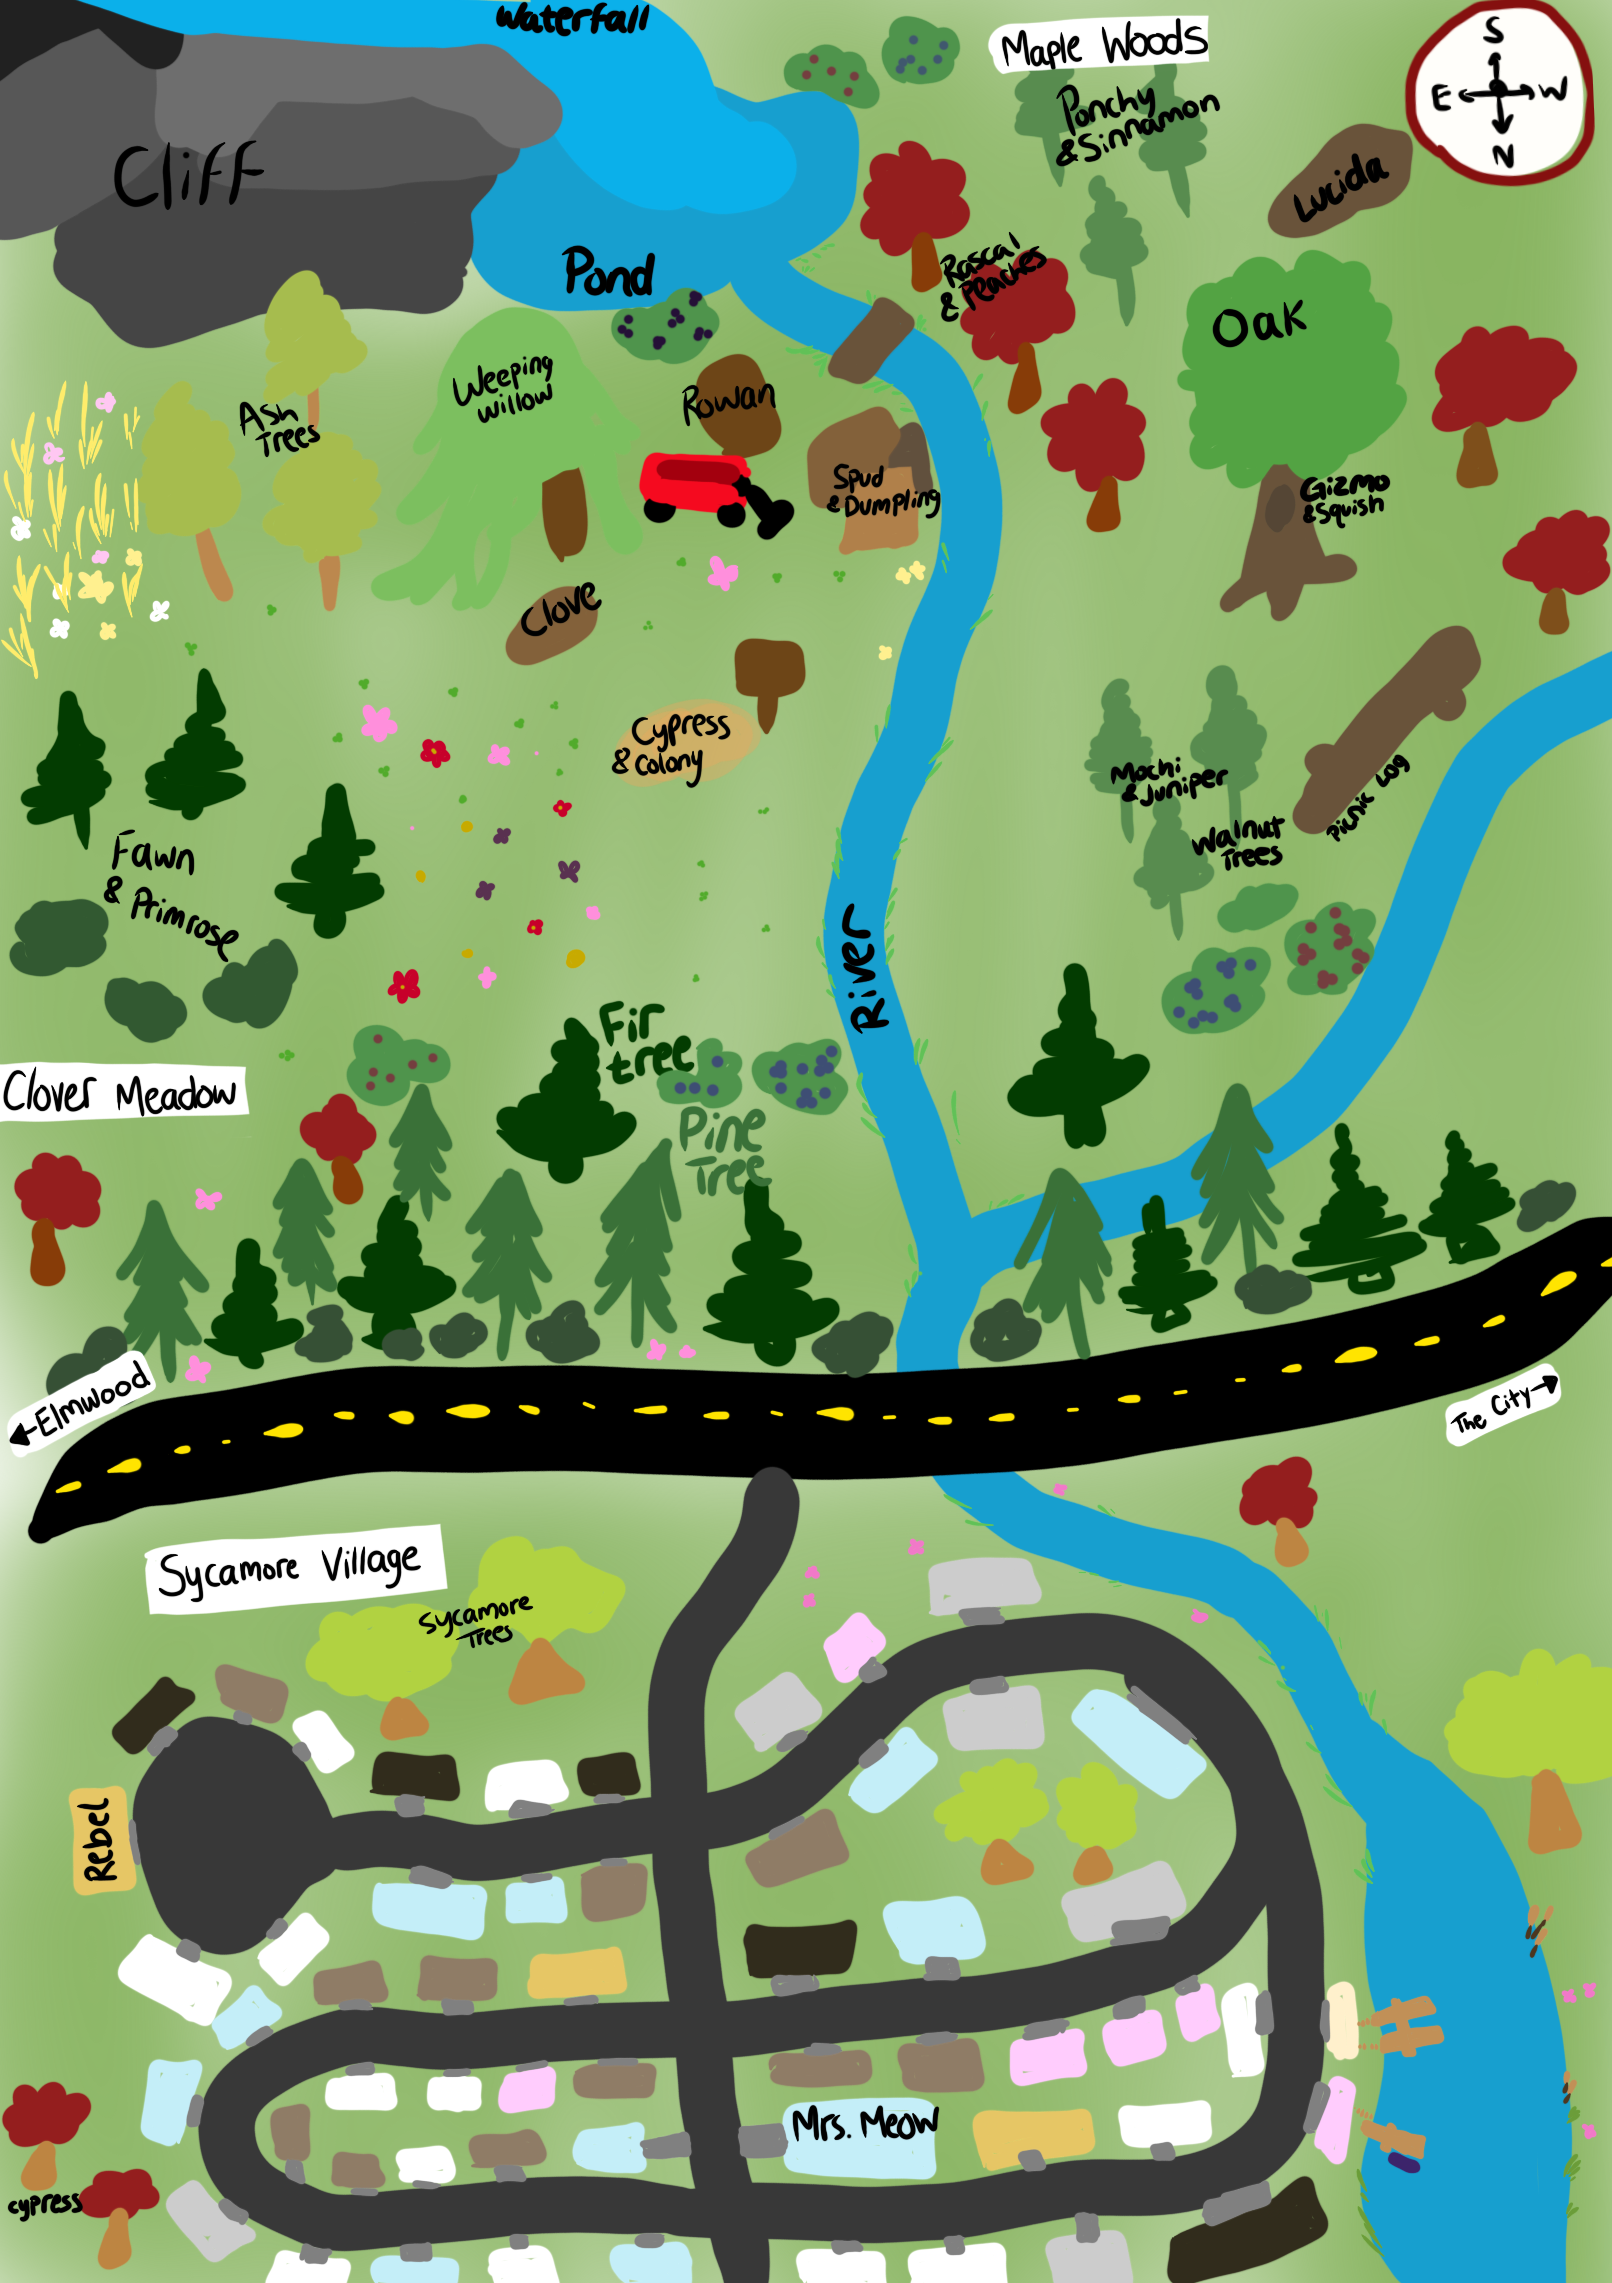 Waterfall
Maple Woods
S
E W
N
Ponchy
& Sinnamon
Cliff
Lucida
Pond
Rascal
& Peaches
Oak
Weeping
Willow
Rowan
Ash
Trees
Spud
& Dumpling
Gizmo
& Squish
Clove
Cypress
& Colony
Mochi
& Juniper
Picnic Log
Walnut
Trees
Fawn
& Primrose
River
Fir
tree
Clover Meadow
Pine
Tree
←Elmwood
The City→
Sycamore Village
Sycamore
Trees
Rebel
Mrs. Meow
cypress